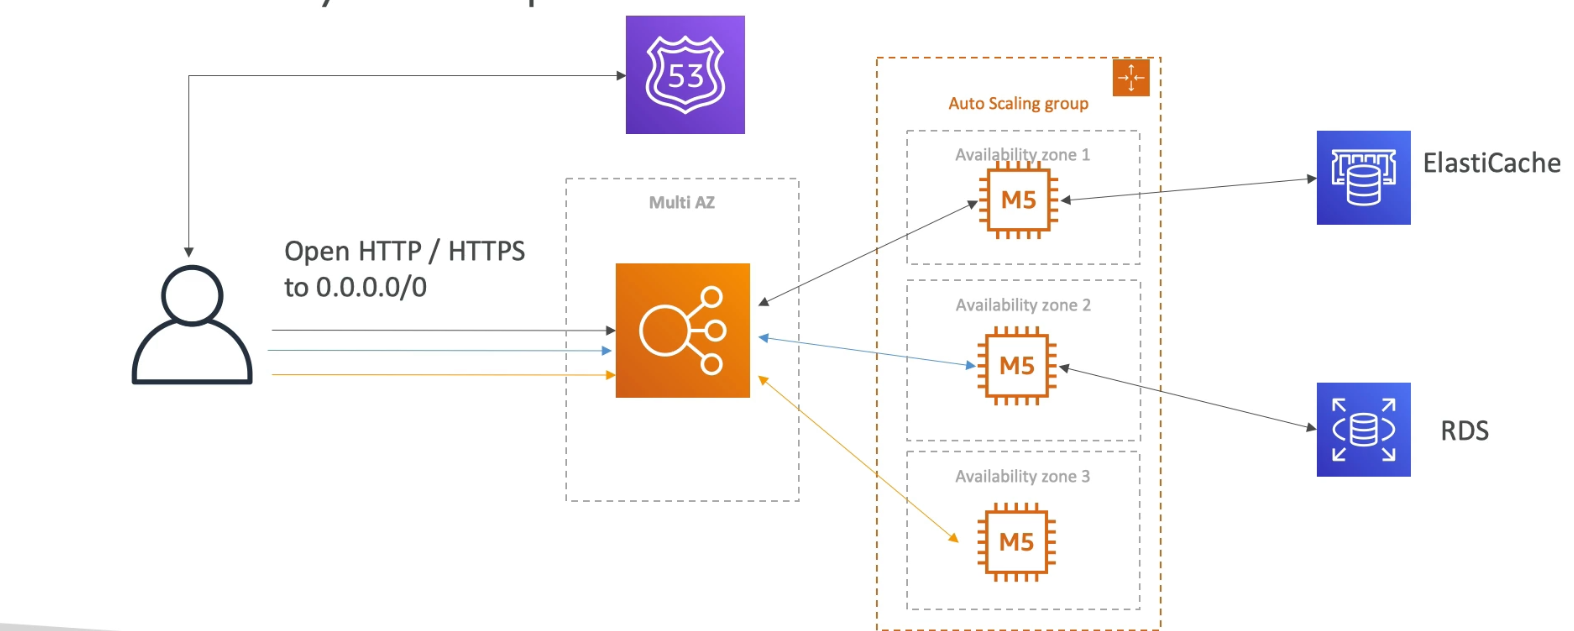 53
Auto Scaling group
Availability zone 1
M5
ElastiCache
Multi AZ
Open HTTP / HTTPS
to 0.0.0.0/0
Availability zone 2
M5
RDS
Availability zone 3
M5